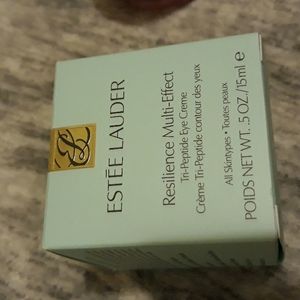 ESTĒE LAUDER
Resilience Multi-Effect
Tri-Peptide Eye Creme
Crème Tri-Peptide contour des yeux
All Skintypes • Toutes peaux
POIDS NET WT. .5 OZ./15ml e